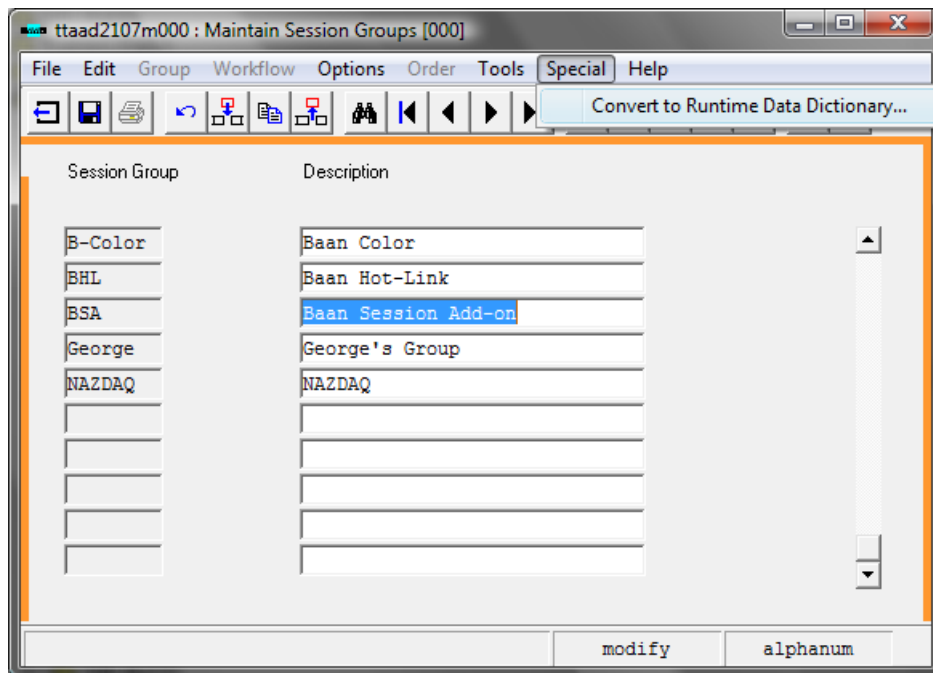 ttaad2107m000 : Maintain Session Groups [000]
File Edit Group Workflow Options Order Tools Special Help
Convert to Runtime Data Dictionary...
Session Group Description
B-Color Baan Color
BHL Baan Hot-Link
BSA Baan Session Add-on
George George's Group
NAZDAQ NAZDAQ
modify alphanum